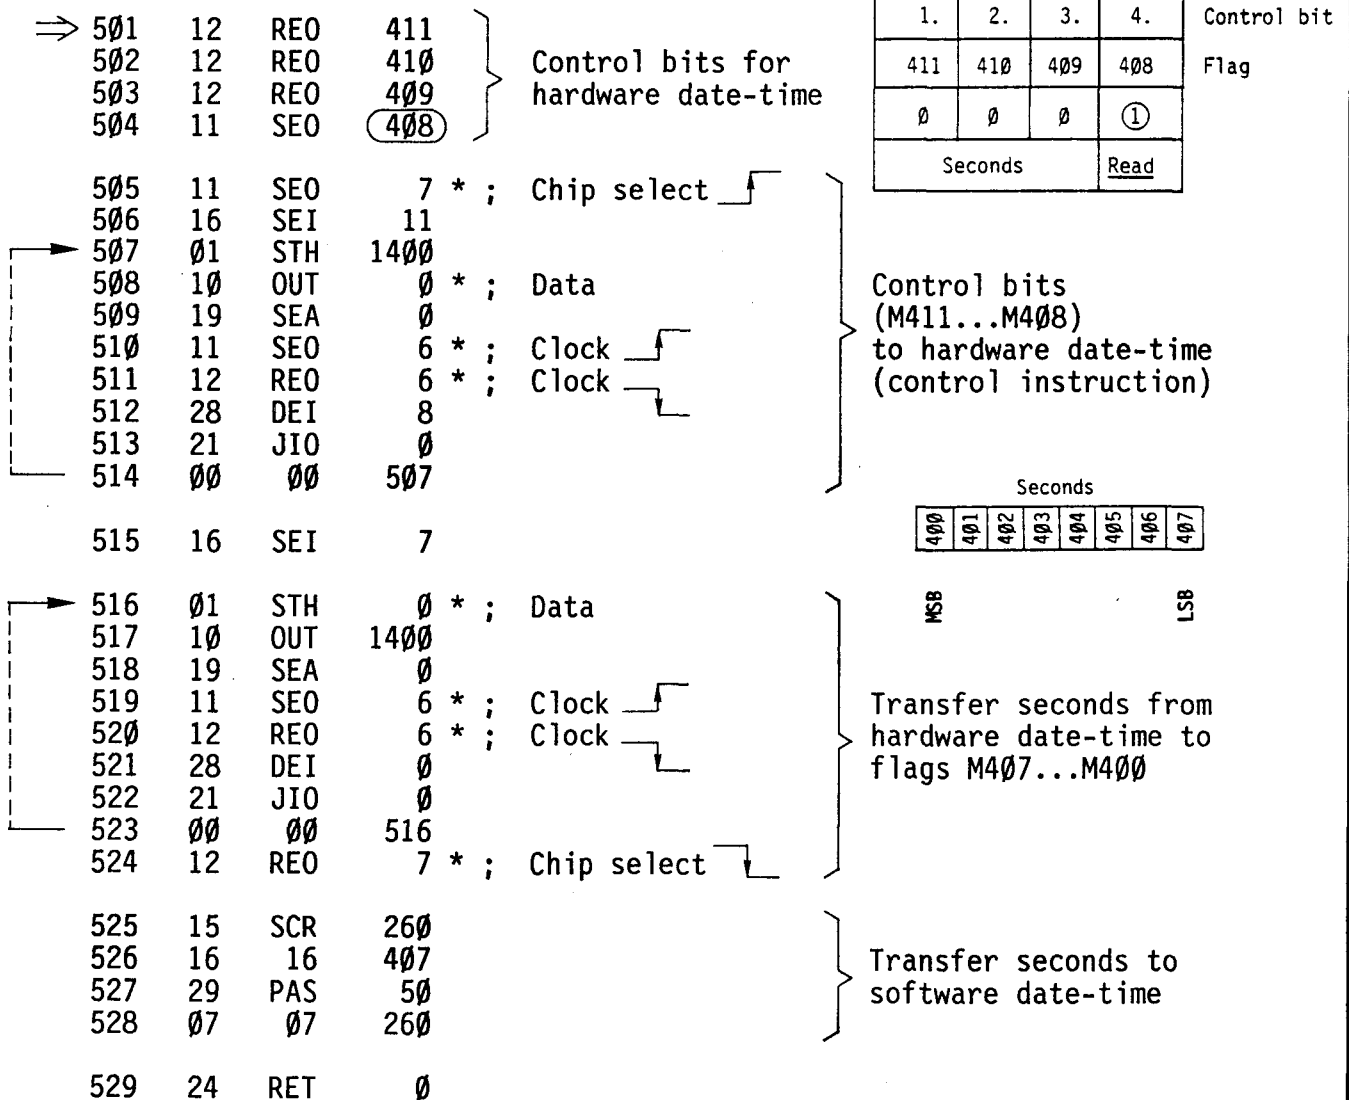 1. 2. 3. 4. Control bit
411 41Ø 4Ø9 4Ø8 Flag
Ø Ø Ø 1
Seconds Read
5Ø1 12 REO 411
5Ø2 12 REO 41Ø
5Ø3 12 REO 4Ø9
5Ø4 11 SEO 4Ø8
Control bits for
hardware date-time
5Ø5 11 SEO 7 * ; Chip select
5Ø6 16 SEI 11
5Ø7 Ø1 STH 14ØØ
5Ø8 1Ø OUT Ø * ; Data
5Ø9 19 SEA Ø
51Ø 11 SEO 6 * ; Clock
511 12 REO 6 * ; Clock
512 28 DEI 8
513 21 JIO Ø
514 ØØ ØØ 5Ø7
Control bits
(M411...M4Ø8)
to hardware date-time
(control instruction)
Seconds
4ØØ 4Ø1 4Ø2 4Ø3 4Ø4 4Ø5 4Ø6 4Ø7
MSB LSB
515 16 SEI 7
516 Ø1 STH Ø * ; Data
517 1Ø OUT 14ØØ
518 19 SEA Ø
519 11 SEO 6 * ; Clock
52Ø 12 REO 6 * ; Clock
521 28 DEI Ø
522 21 JIO Ø
523 ØØ ØØ 516
524 12 REO 7 * ; Chip select
Transfer seconds from
hardware date-time to
flags M4Ø7...M4ØØ
525 15 SCR 26Ø
526 16 16 4Ø7
527 29 PAS 5Ø
528 Ø7 Ø7 26Ø
Transfer seconds to
software date-time
529 24 RET Ø